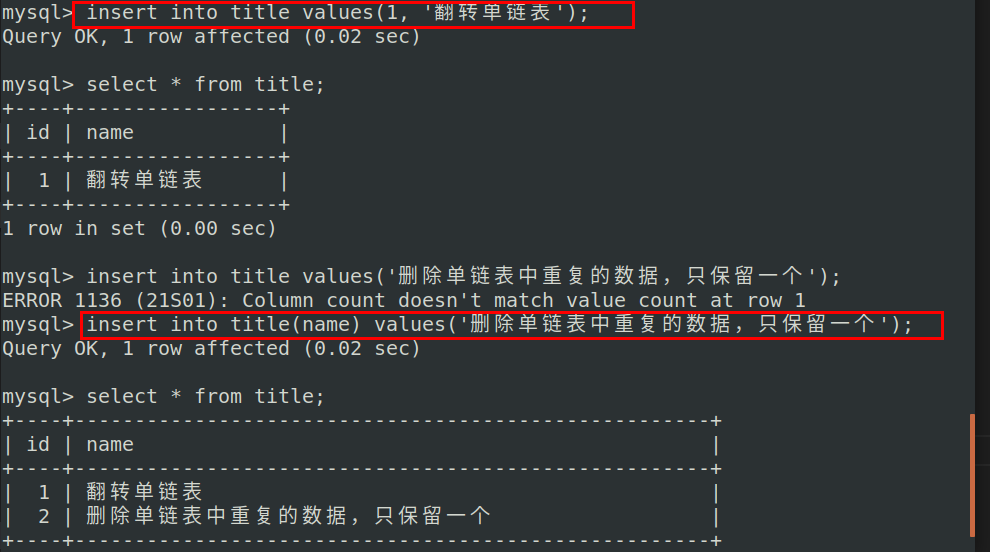 mysql> insert into title values(1, '翻转单链表');
Query OK, 1 row affected (0.02 sec)
mysql> select * from title;
+----+-----------------+
| id | name            |
+----+-----------------+
|  1 | 翻转单链表      |
+----+-----------------+
1 row in set (0.00 sec)
mysql> insert into title values('删除单链表中重复的数据，只保留一个');
ERROR 1136 (21S01): Column count doesn't match value count at row 1
mysql> insert into title(name) values('删除单链表中重复的数据，只保留一个');
Query OK, 1 row affected (0.02 sec)
mysql> select * from title;
+----+-----------------------------------------------------+
| id | name                                                |
+----+-----------------------------------------------------+
|  1 | 翻转单链表                                          |
|  2 | 删除单链表中重复的数据，只保留一个                  |
+----+-----------------------------------------------------+